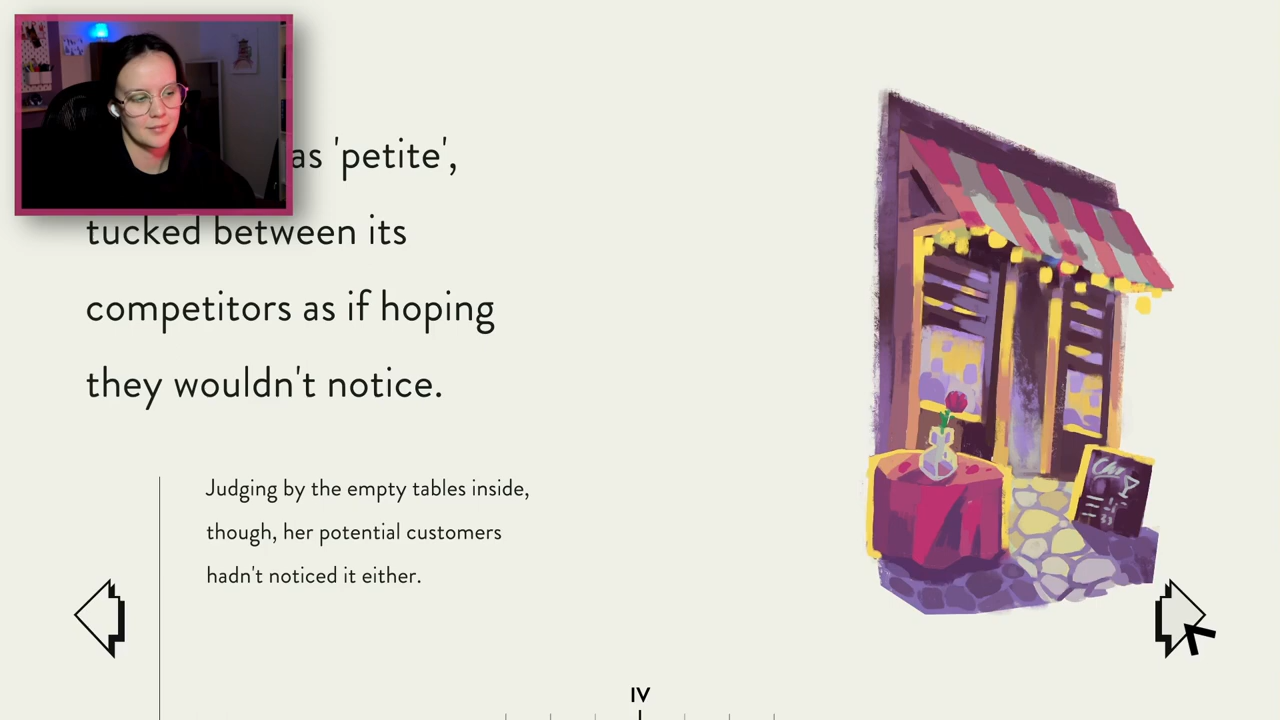 as 'petite',
tucked between its
competitors as if hoping
they wouldn't notice.
Judging by the empty tables inside,
though, her potential customers
hadn't noticed it either.
IV